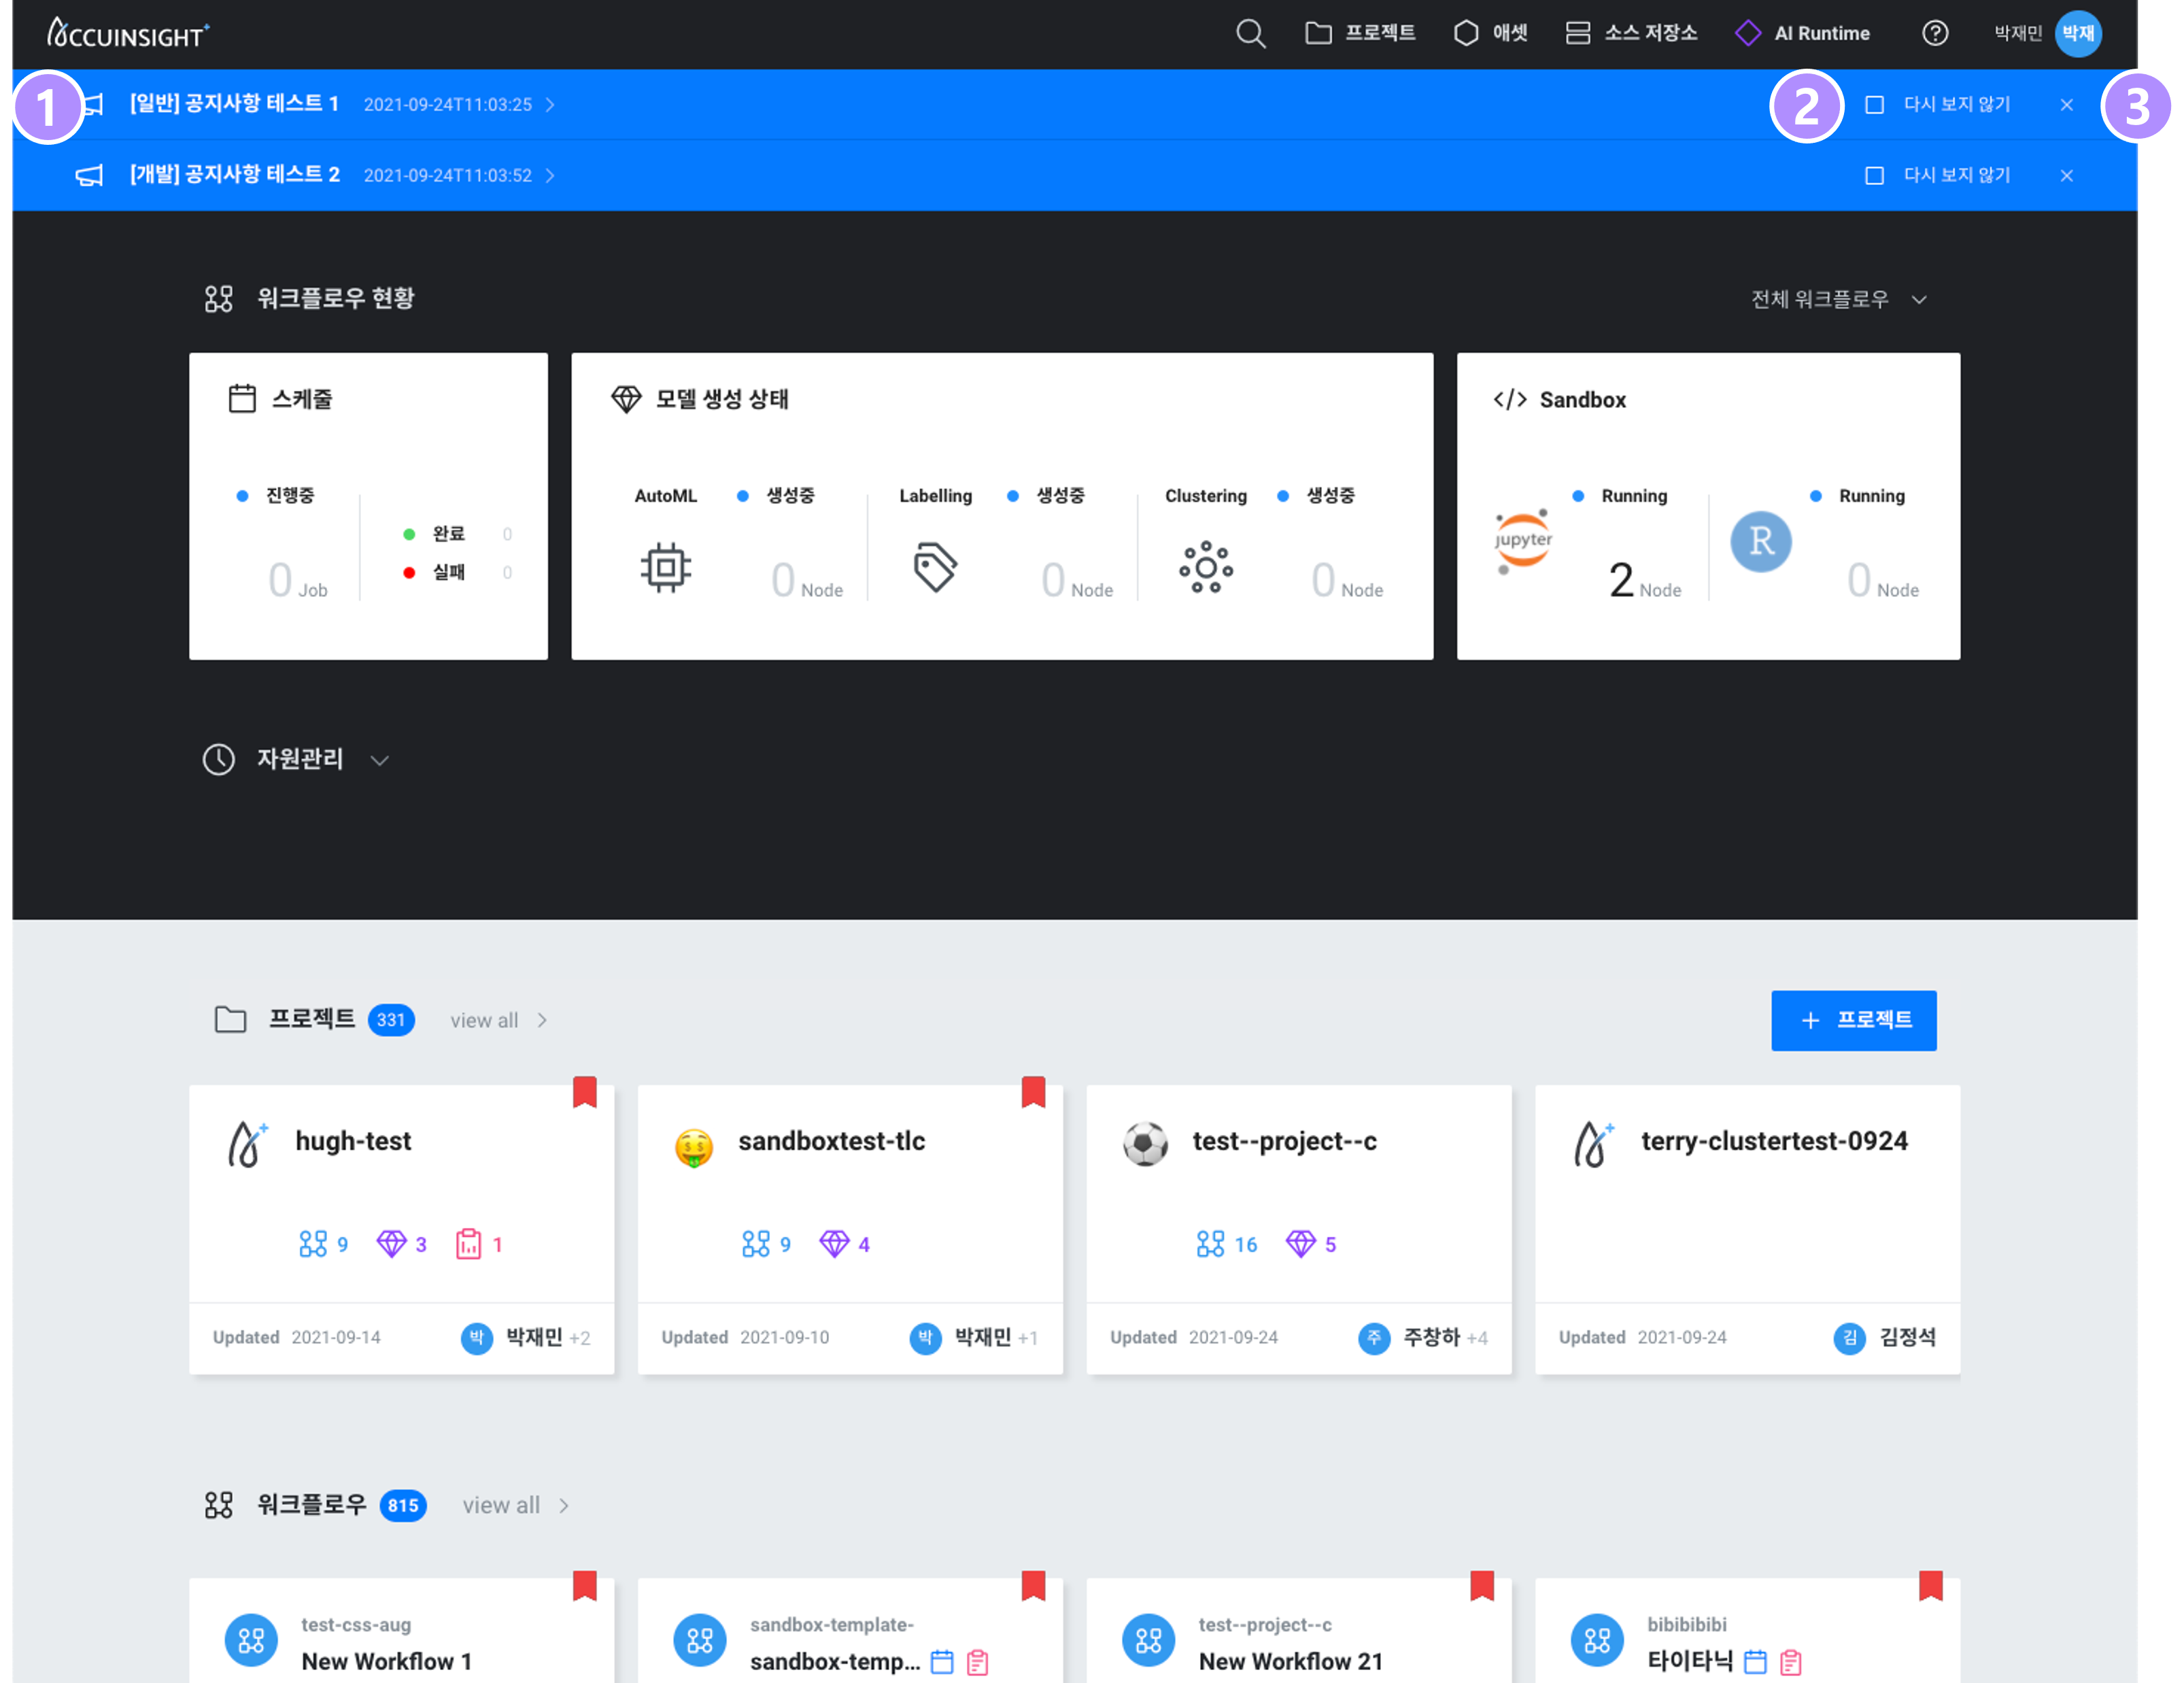 ACCUINSIGHT+
프로젝트 애셋 소스 저장소 AI Runtime ? 박재민 박재
1 [일반] 공지사항 테스트 1 2021-09-24T11:03:25 2 다시 보지 않기 3
[개발] 공지사항 테스트 2 2021-09-24T11:03:52 다시 보지 않기
워크플로우 현황 전체 워크플로우
스케줄
진행중
0 Job
완료 0
실패 0
모델 생성 상태
AutoML 생성중
0 Node
Labelling 생성중
0 Node
Clustering 생성중
0 Node
Sandbox
jupyter
Running
2 Node
R
Running
0 Node
자원관리
프로젝트 331 view all
+ 프로젝트
hugh-test
9 3 1
Updated 2021-09-14 박 박재민 +2
sandboxtest-tlc
9 4
Updated 2021-09-10 박 박재민 +1
test--project--c
16 5
Updated 2021-09-24 주 주창하 +4
terry-clustertest-0924
Updated 2021-09-24 김 김정석
워크플로우 815 view all
test-css-aug
New Workflow 1
sandbox-template-
sandbox-temp...
test--project--c
New Workflow 21
bibibibibi
타이타닉